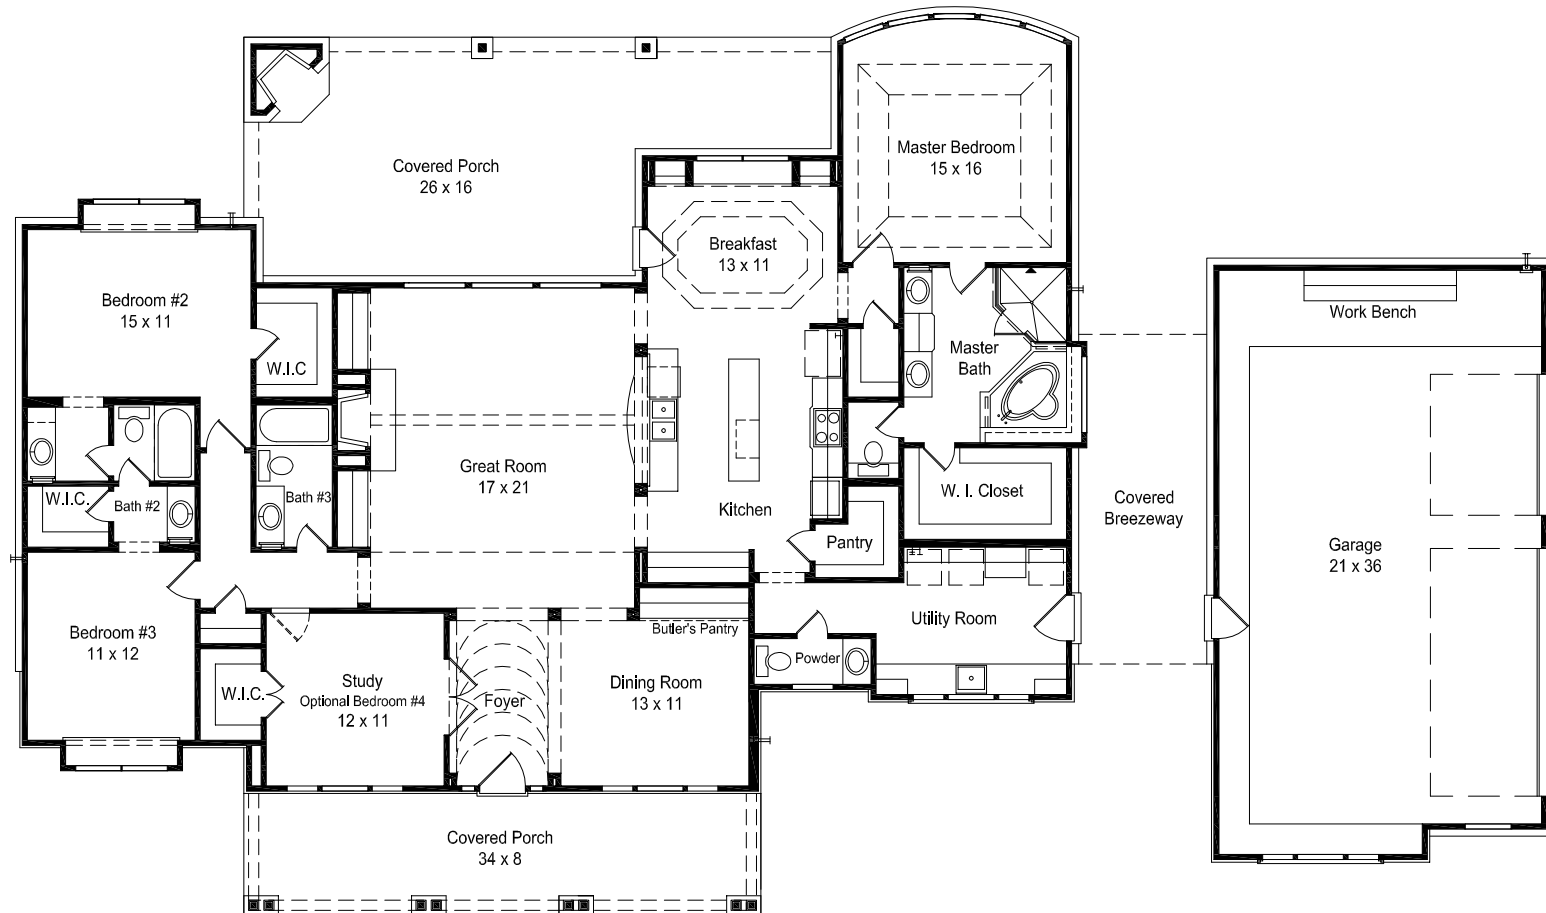 Master Bedroom
15 x 16
Covered Porch
26 x 16
Breakfast
13 x 11
Bedroom #2
15 x 11
Work Bench
W.I.C
Master
Bath
Great Room
17 x 21
W.I.C.
Bath #2
Bath #3
Kitchen
W. I. Closet
Covered
Breezeway
Pantry
Garage
21 x 36
Bedroom #3
11 x 12
Butler's Pantry
Utility Room
Powder
W.I.C.
Study
Optional Bedroom #4
12 x 11
Foyer
Dining Room
13 x 11
Covered Porch
34 x 8